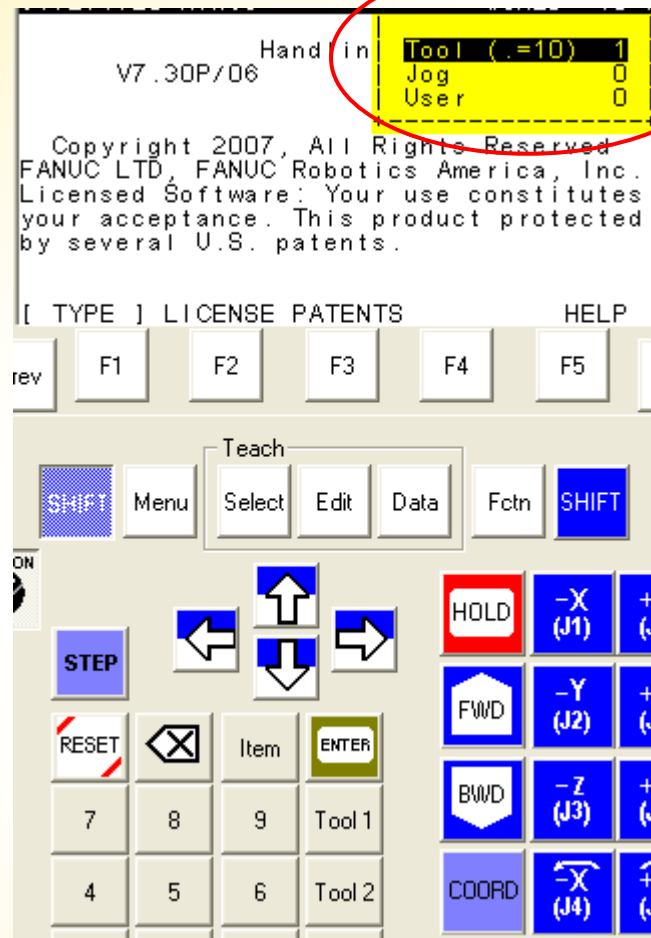 Handlin
V7.30P/06
Tool (.=10) 1
Jog 0
User 0
Copyright 2007, All Rights Reserved
FANUC LTD, FANUC Robotics America, Inc.
Licensed Software: Your use constitutes
your acceptance. This product protected
by several U.S. patents.
[ TYPE ] LICENSE PATENTS HELP
rev F1 F2 F3 F4 F5
Teach
SHIFT Menu Select Edit Data Fctn SHIFT
ON
HOLD -X (J1)
STEP
FWD -Y (J2)
RESET Item ENTER
BWD -Z (J3)
7 8 9 Tool 1
4 5 6 Tool 2
COORD -X (J4)